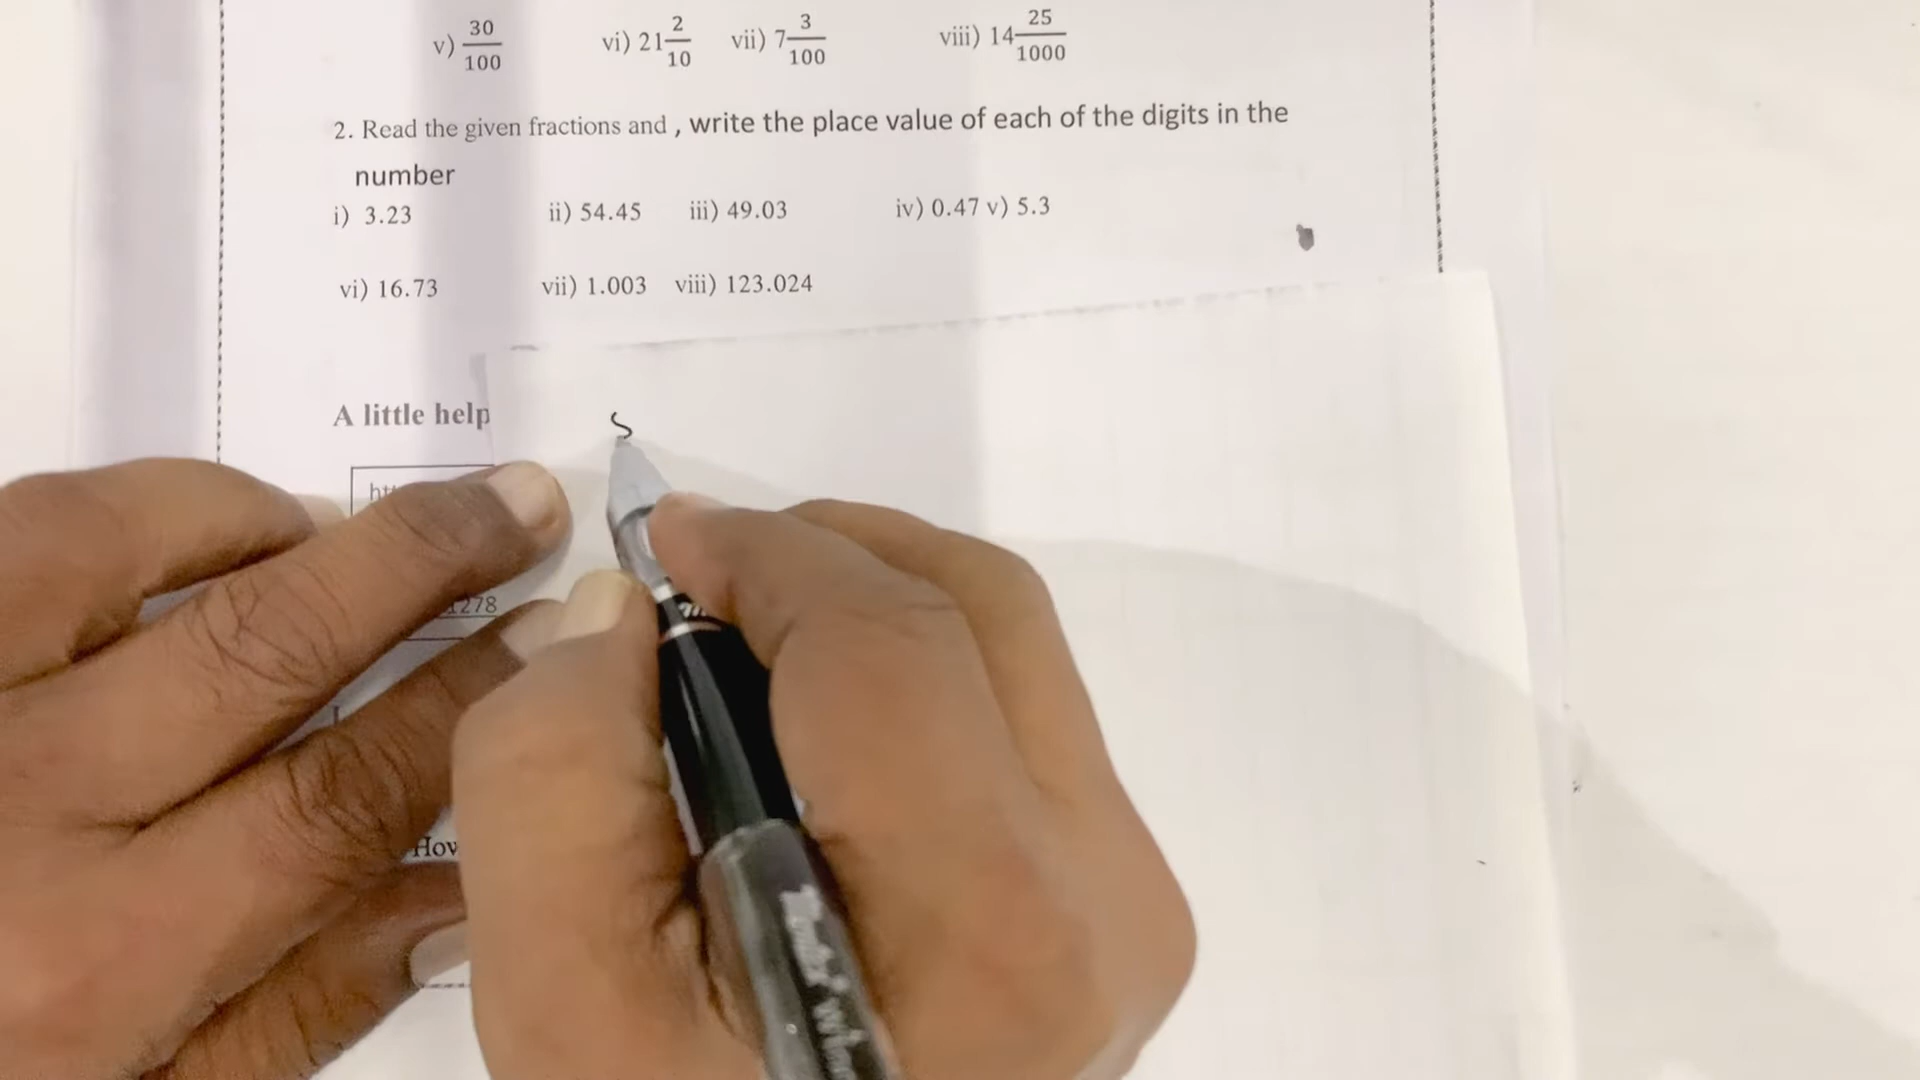 v) 30/100 vi) 21 2/10 vii) 7 3/100 viii) 14 25/1000
2. Read the given fractions and , write the place value of each of the digits in the
number
i) 3.23 ii) 54.45 iii) 49.03 iv) 0.47 v) 5.3
vi) 16.73 vii) 1.003 viii) 123.024
A little help
S
1278
How